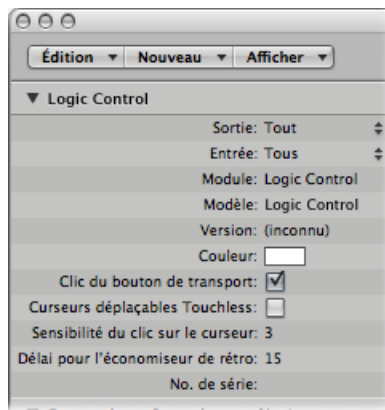 Édition Nouveau Afficher
Logic Control
Sortie: Tout
Entrée: Tous
Module: Logic Control
Modèle: Logic Control
Version: (inconnu)
Couleur:
Clic du bouton de transport:
Curseurs déplaçables Touchless:
Sensibilité du clic sur le curseur: 3
Délai pour l'économiseur de rétro: 15
No. de série: